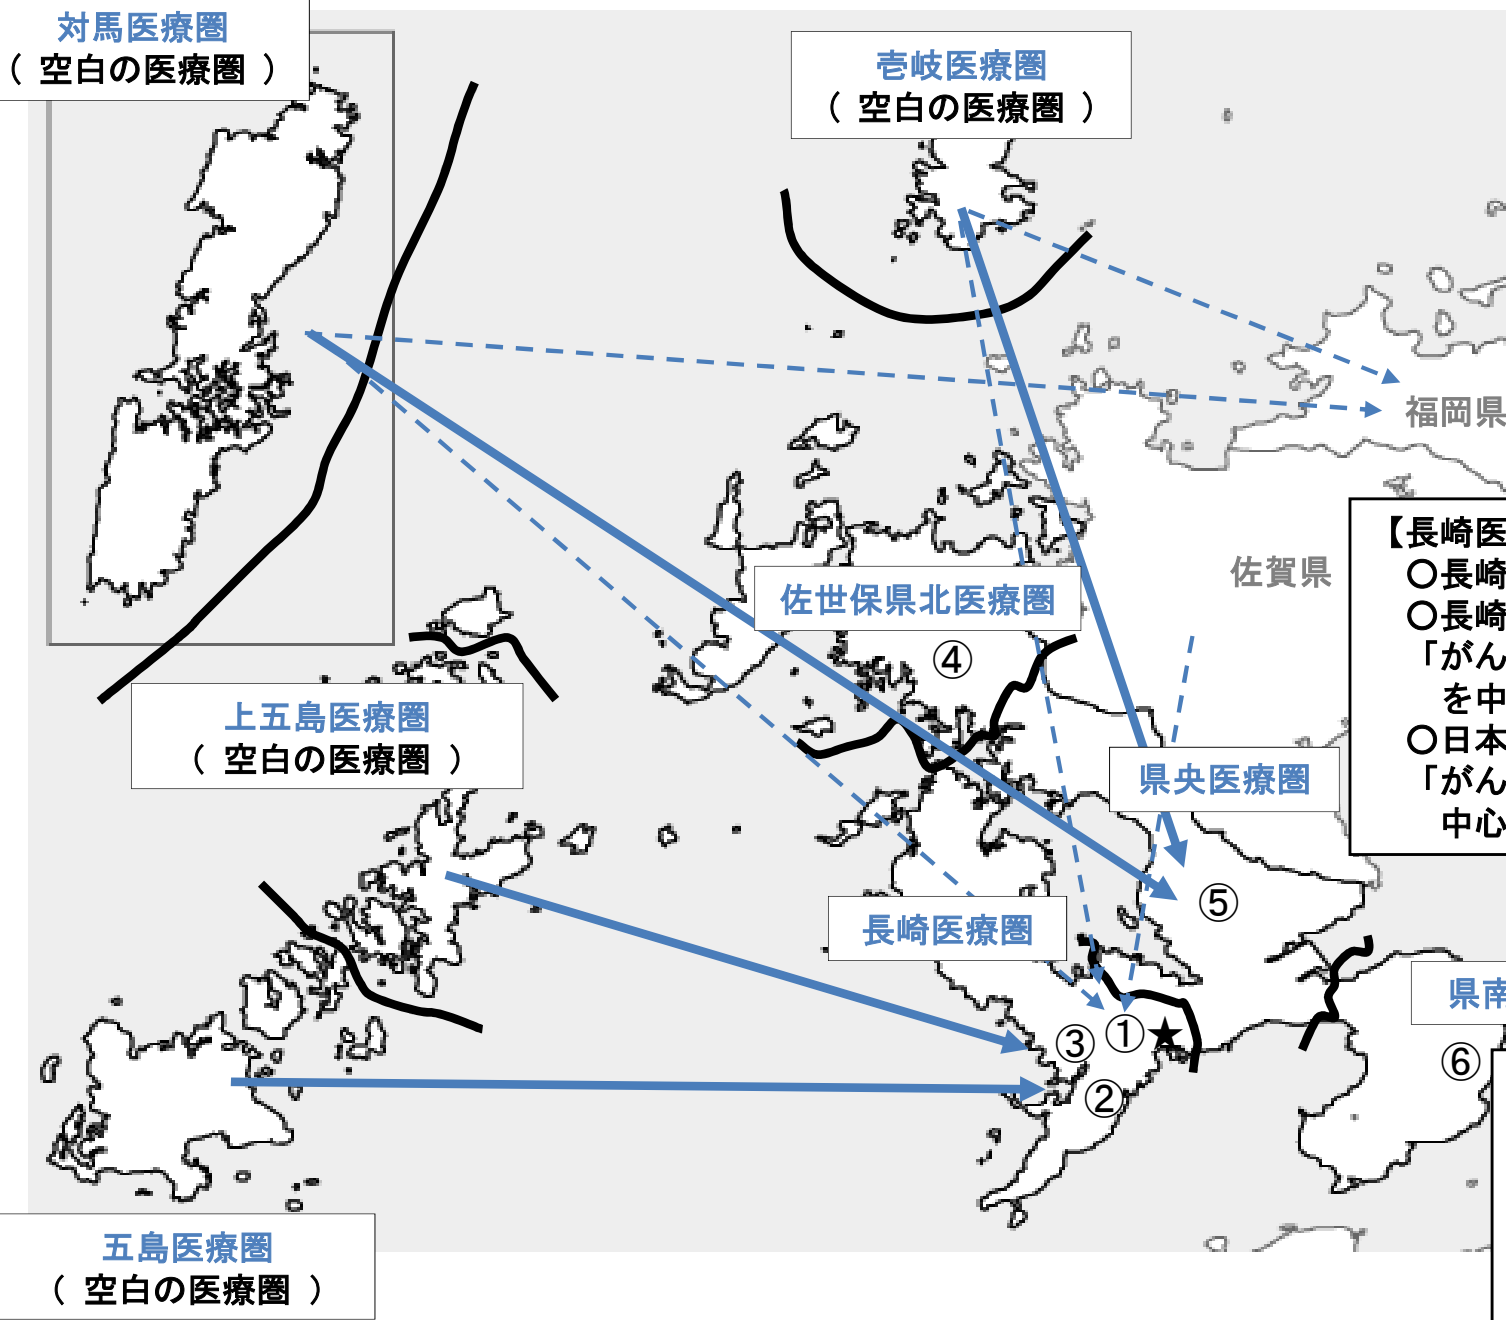 対馬医療圏
（ 空白の医療圏 ）
壱岐医療圏
（ 空白の医療圏 ）
福岡県
佐賀県
【長崎医
○長崎
○長崎
「がん
を中
○日本
「がん
中心
佐世保県北医療圏
④
上五島医療圏
（ 空白の医療圏 ）
県央医療圏
⑤
長崎医療圏
県南
① ★
③
②
⑥
五島医療圏
（ 空白の医療圏 ）